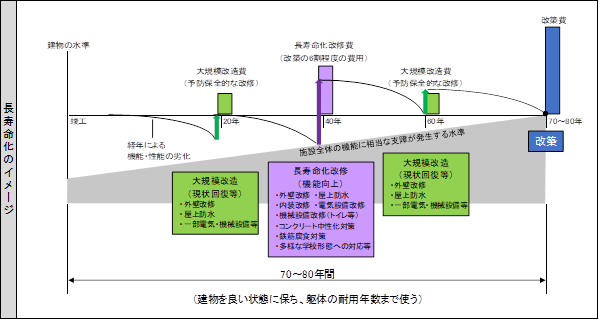 長寿命化のイメージ
建物の水準
大規模改造費
（予防保全的な改修）
長寿命化改修費
（改築の6割程度の費用）
大規模改造費
（予防保全的な改修）
改築費
竣工
20年
40年
60年
70～80年
経年による
機能・性能の劣化
施設全体の機能に相当な支障が発生する水準
改築
大規模改造
（現状回復等）
・外壁改修
・屋上防水
・一部電気・機械設備等
長寿命化改修
（機能向上）
・外壁改修　・屋上防水
・内装改修　・電気設備改修
・機械設備改修（トイレ等）
・コンクリート中性化対策
・鉄筋腐食対策
・多様な学校形態への対応等
大規模改造
（現状回復等）
・外壁改修
・屋上防水
・一部電気・機械設備等
70～80年間
（建物を良い状態に保ち、躯体の耐用年数まで使う）